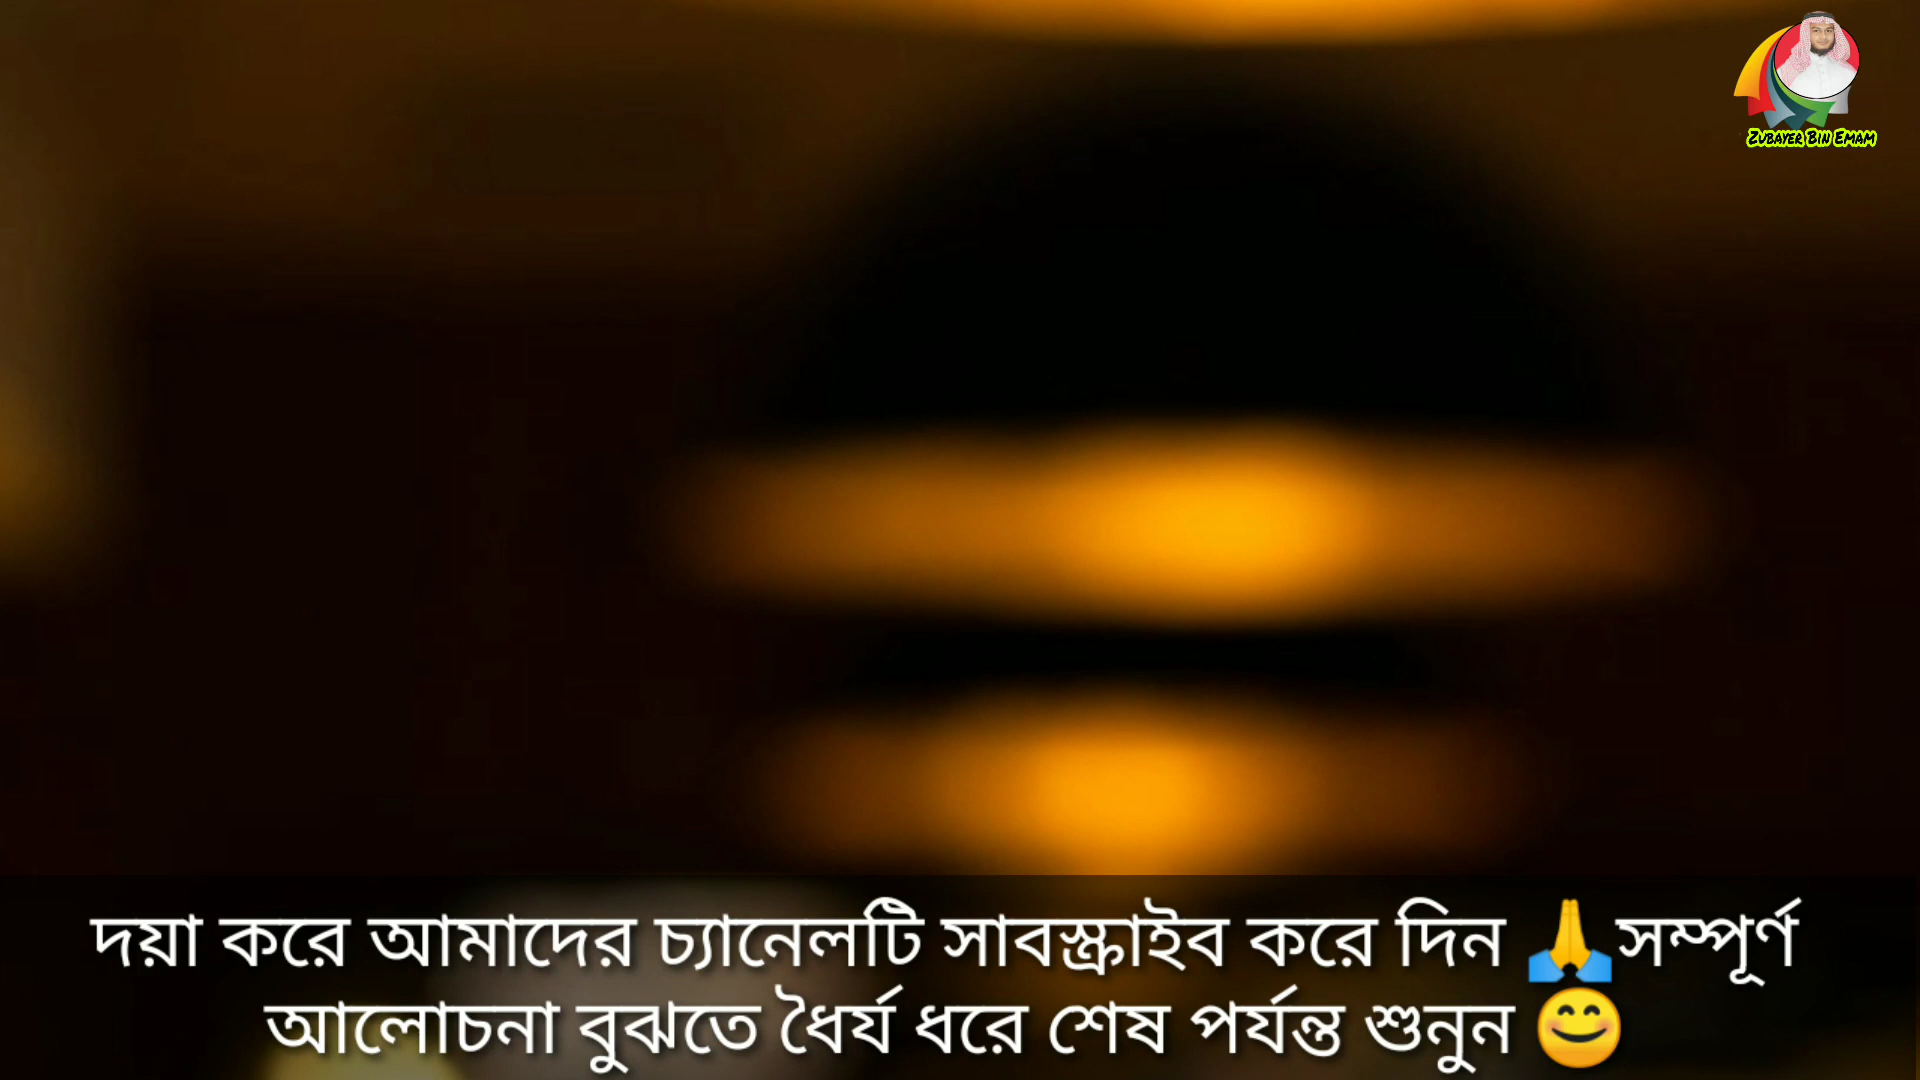 Zubayer Bin Emam
দয়া করে আমাদের চ্যানেলটি সাবস্ক্রাইব করে দিন 🙏সম্পূর্ণ
আলোচনা বুঝতে ধৈর্য ধরে শেষ পর্যন্ত শুনুন 😊